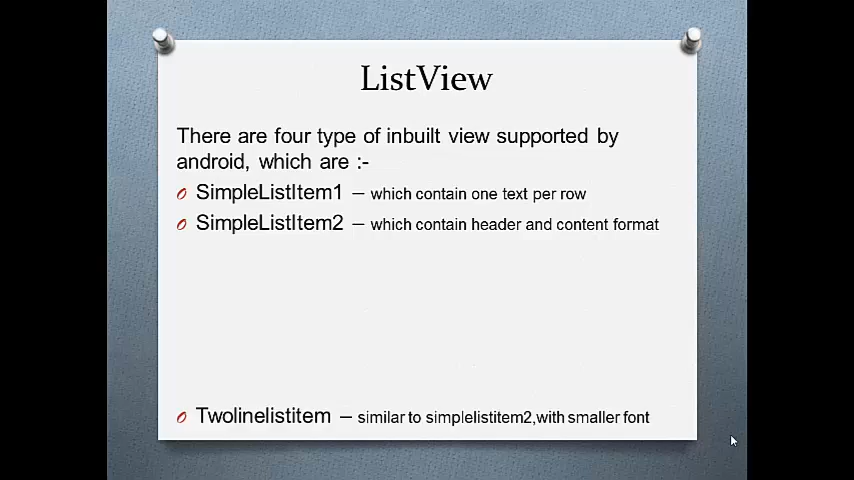 ListView
There are four type of inbuilt view supported by
android, which are :-
SimpleListItem1 – which contain one text per row
SimpleListItem2 – which contain header and content format
Twolinelistitem – similar to simplelistitem2,with smaller font